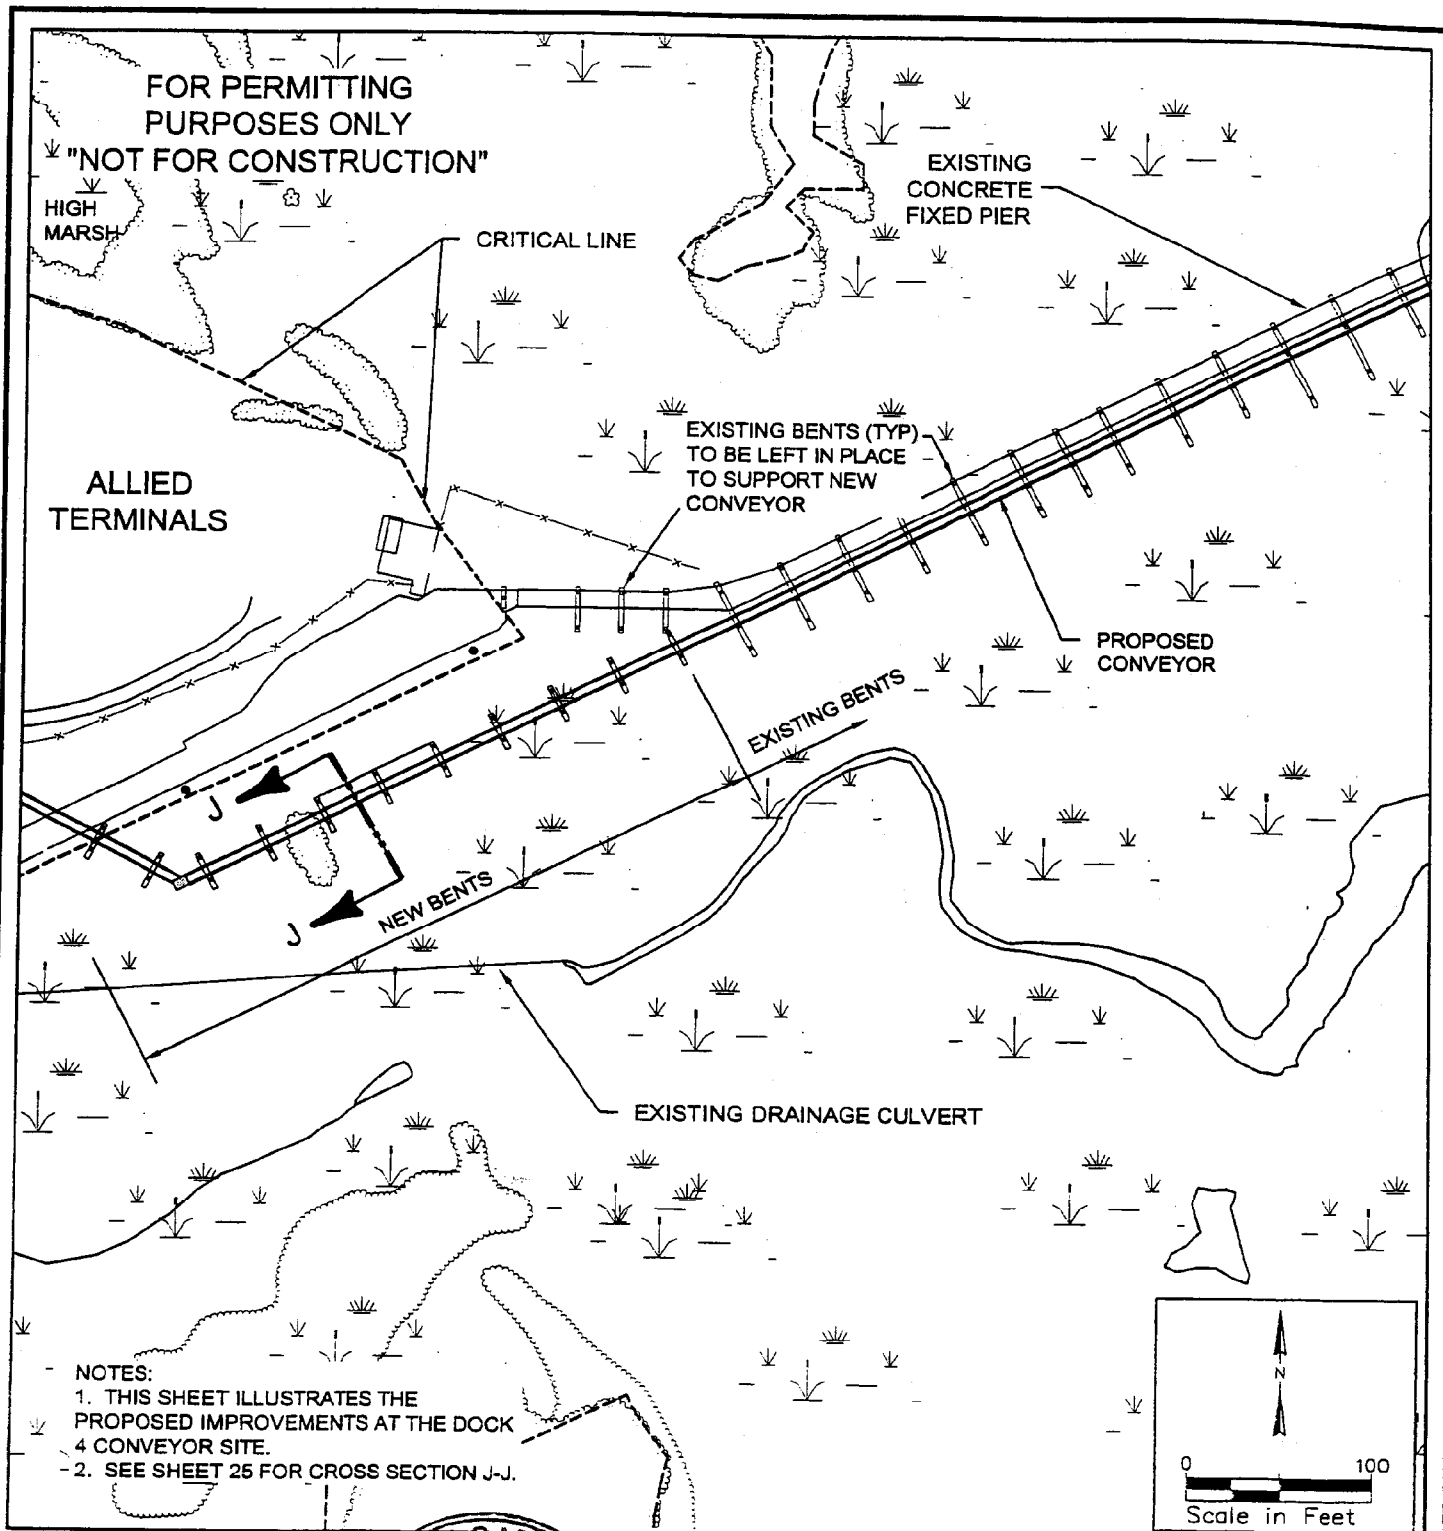 FOR PERMITTING
PURPOSES ONLY
"NOT FOR CONSTRUCTION"
HIGH
MARSH
CRITICAL LINE
EXISTING
CONCRETE
FIXED PIER
EXISTING BENTS (TYP)
TO BE LEFT IN PLACE
TO SUPPORT NEW
CONVEYOR
ALLIED
TERMINALS
PROPOSED
CONVEYOR
EXISTING BENTS
J
NEW BENTS
J
EXISTING DRAINAGE CULVERT
NOTES:
1. THIS SHEET ILLUSTRATES THE
PROPOSED IMPROVEMENTS AT THE DOCK
4 CONVEYOR SITE.
2. SEE SHEET 25 FOR CROSS SECTION J-J.
N
0 100
Scale in Feet